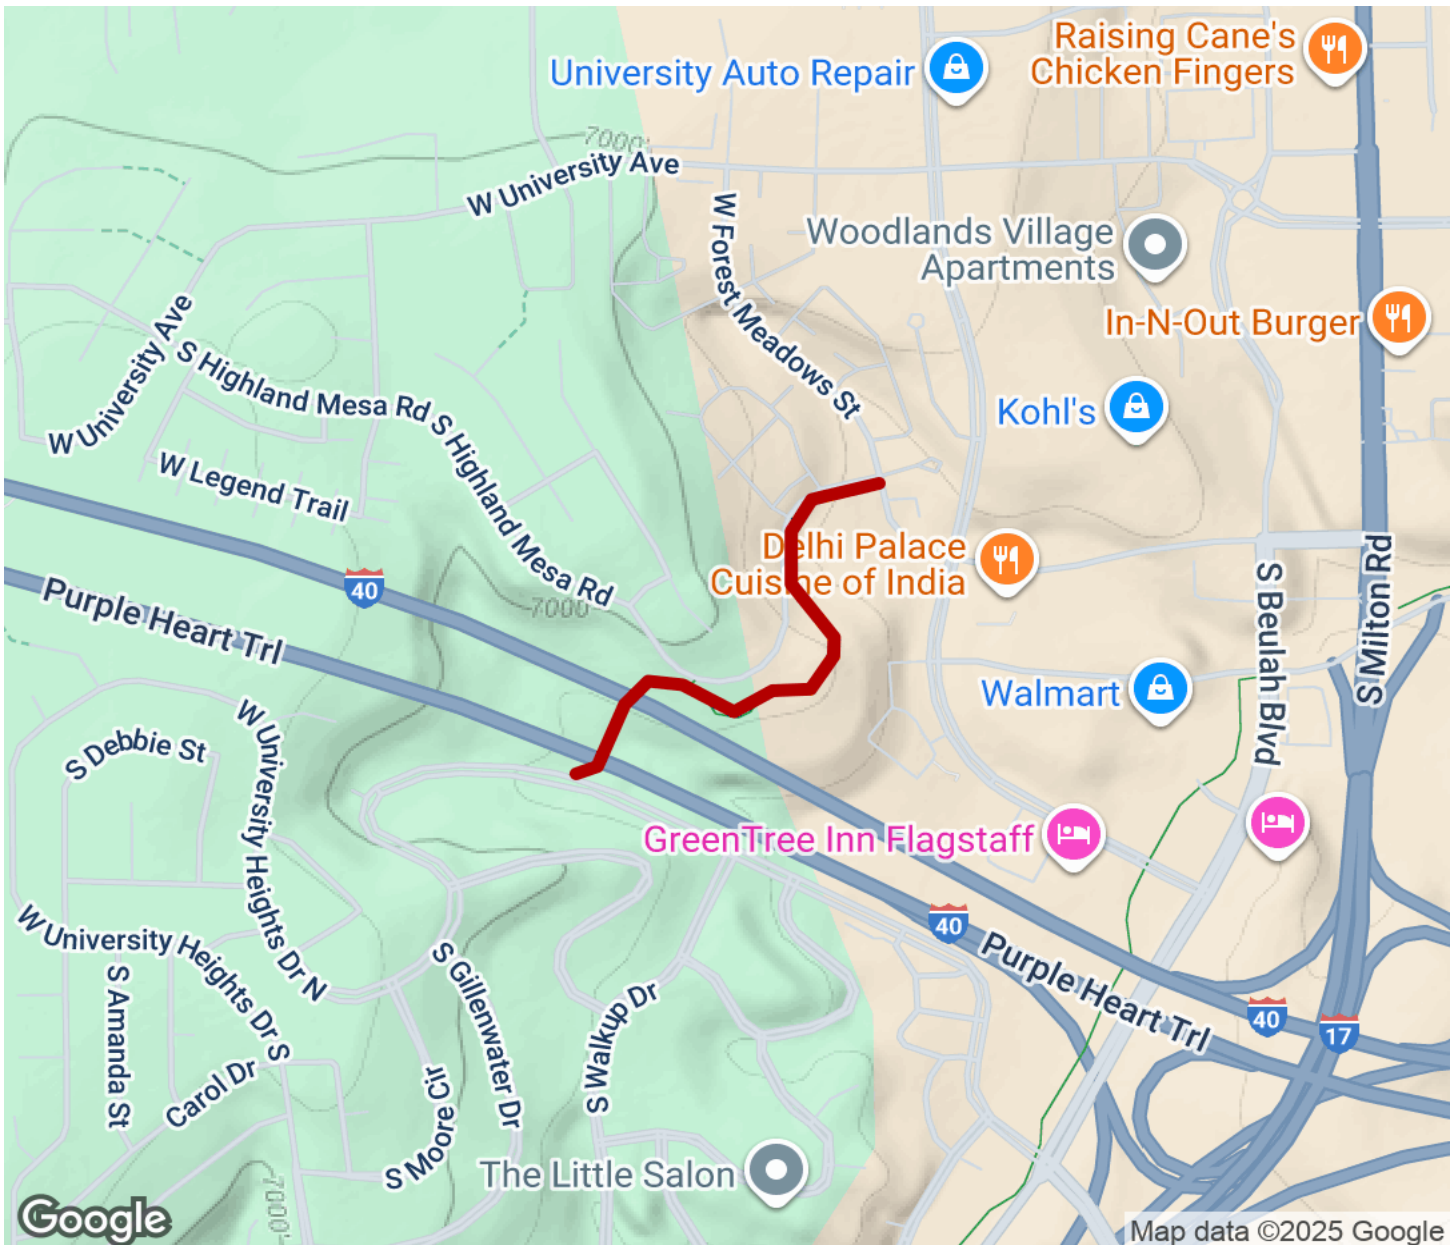 Raising Cane's
Chicken Fingers
University Auto Repair
7000'
W University Ave
W Forest Meadows St
Woodlands Village
Apartments
In-N-Out Burger
W University Ave
S Highland Mesa Rd
S Highland Mesa Rd
Kohl's
W Legend Trail
Delhi Palace
Cuisine of India
40
7000
Purple Heart Trl
S Milton Rd
S Beulah Blvd
Walmart
S Debbie St
W University Heights Dr N
GreenTree Inn Flagstaff
40
Purple Heart Trl
W University Heights Dr S
S Amanda St
S Gillenwater Dr
S Walkup Dr
40
17
Carol Dr
S Moore Cir
The Little Salon
7000'
Google
Map data ©2025 Google